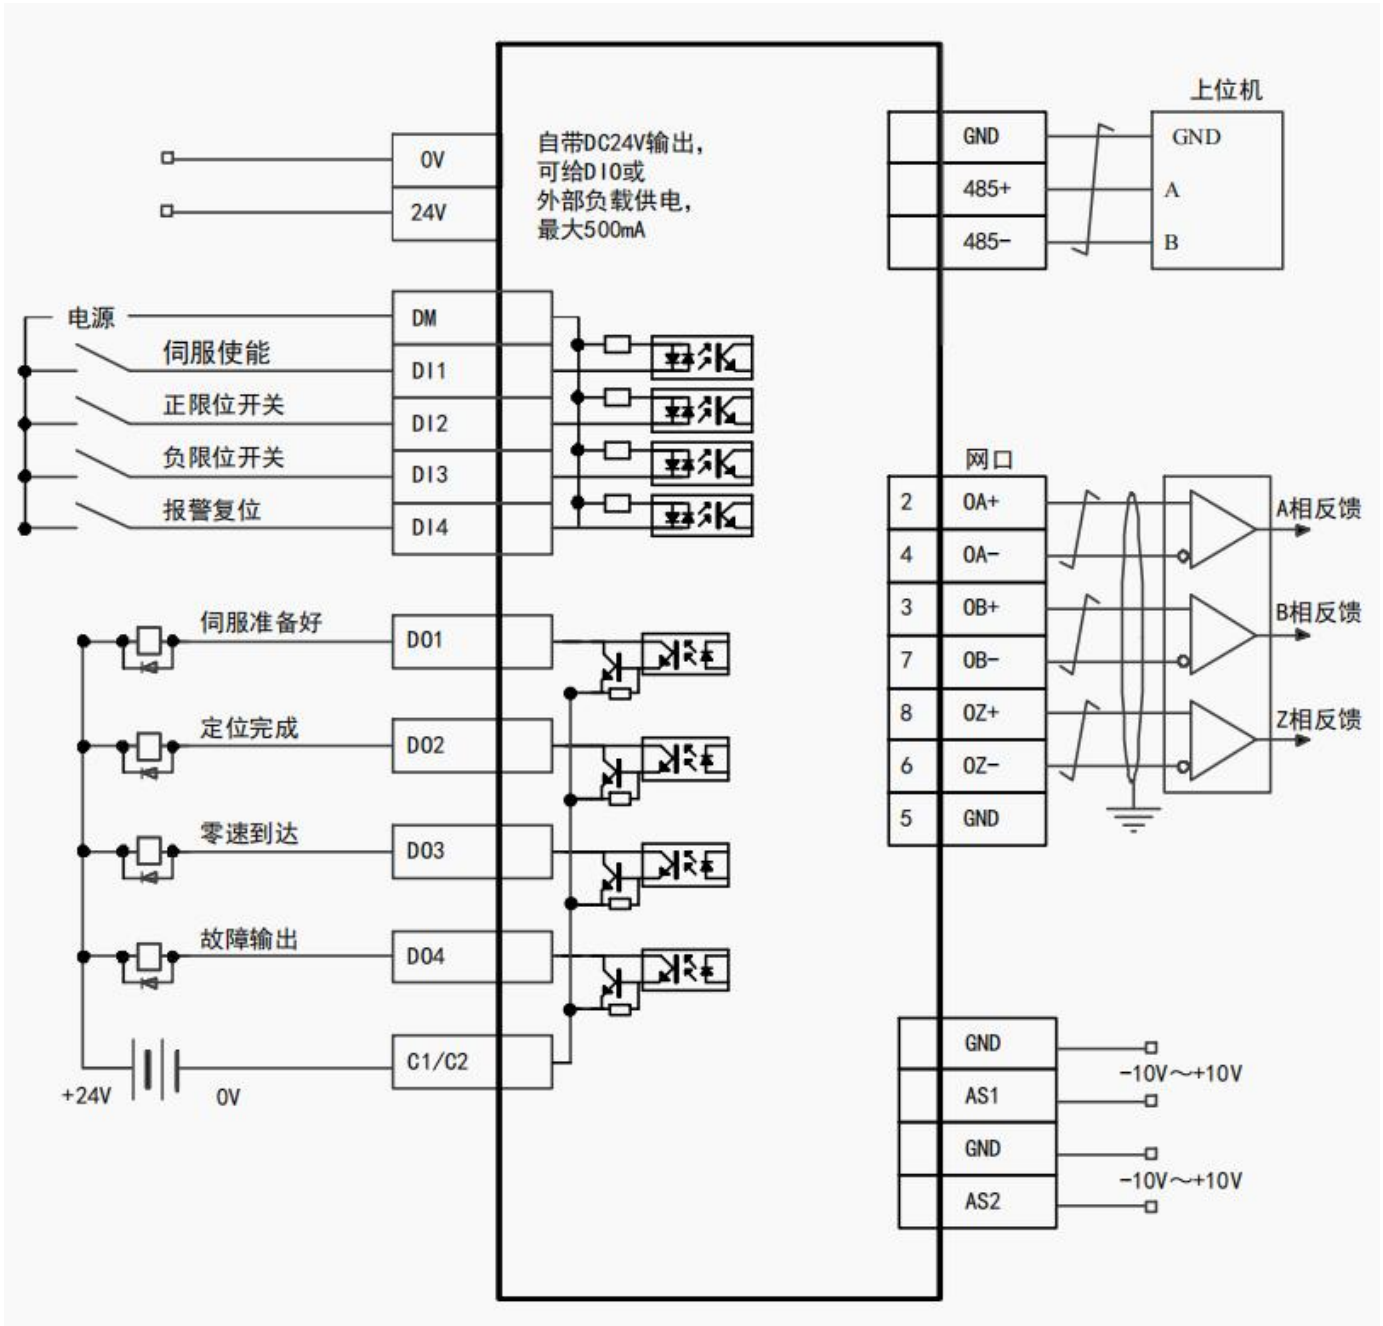 上位机
0V
24V
自带DC24V输出，
可给DIO或
外部负载供电，
最大500mA
GND
485+
485-
GND
A
B
电源
DM
伺服使能
DI1
正限位开关
DI2
负限位开关
DI3
报警复位
DI4
网口
2 OA+
4 OA-
3 OB+
7 OB-
8 OZ+
6 OZ-
5 GND
A相反馈
B相反馈
Z相反馈
伺服准备好
DO1
定位完成
DO2
零速到达
DO3
故障输出
DO4
C1/C2
+24V
0V
GND
AS1
GND
AS2
-10V～+10V
-10V～+10V